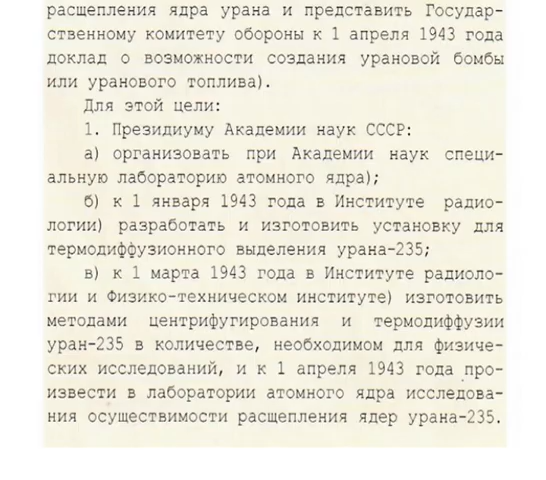 расщепления ядра урана и представить Государ-
ственному комитету обороны к 1 апреля 1943 года
доклад о возможности создания урановой бомбы
или уранового топлива).
Для этой цели:
1. Президиуму Академии наук СССР:
а) организовать при Академии наук специ-
альную лабораторию атомного ядра);
б) к 1 января 1943 года в Институте радио-
логии) разработать и изготовить установку для
термодиффузионного выделения урана-235;
в) к 1 марта 1943 года в Институте радиоло-
гии и Физико-техническом институте) изготовить
методами центрифугирования и термодиффузии
уран-235 в количестве, необходимом для физиче-
ских исследований, и к 1 апреля 1943 года про-
извести в лаборатории атомного ядра исследова-
ния осуществимости расщепления ядер урана-235.